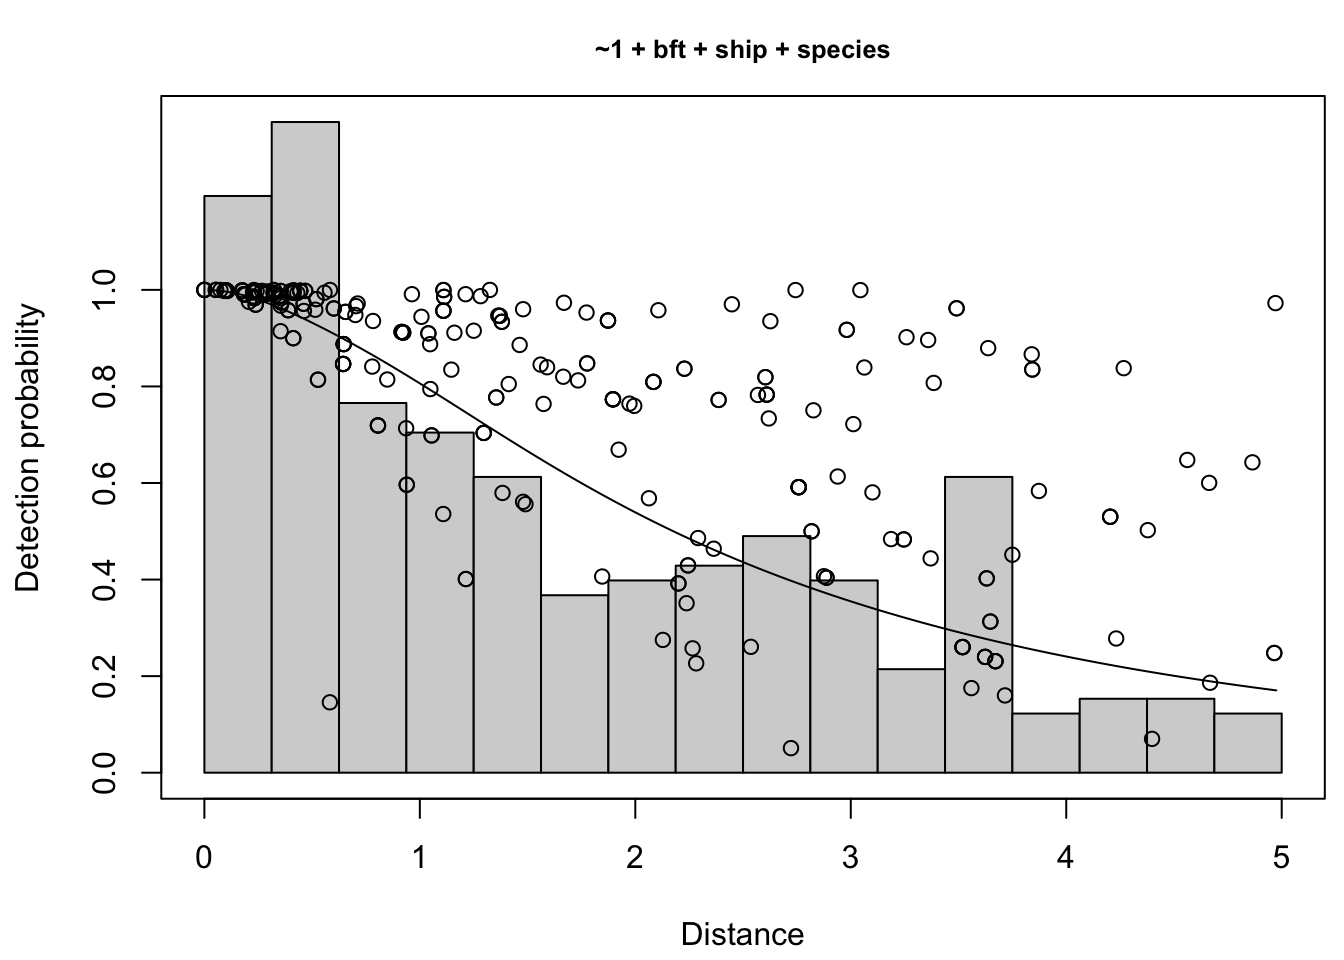 ~1 + bft + ship + species
Detection probability
1.0
0.8
0.6
0.4
0.2
0.0
0 1 2 3 4 5
Distance